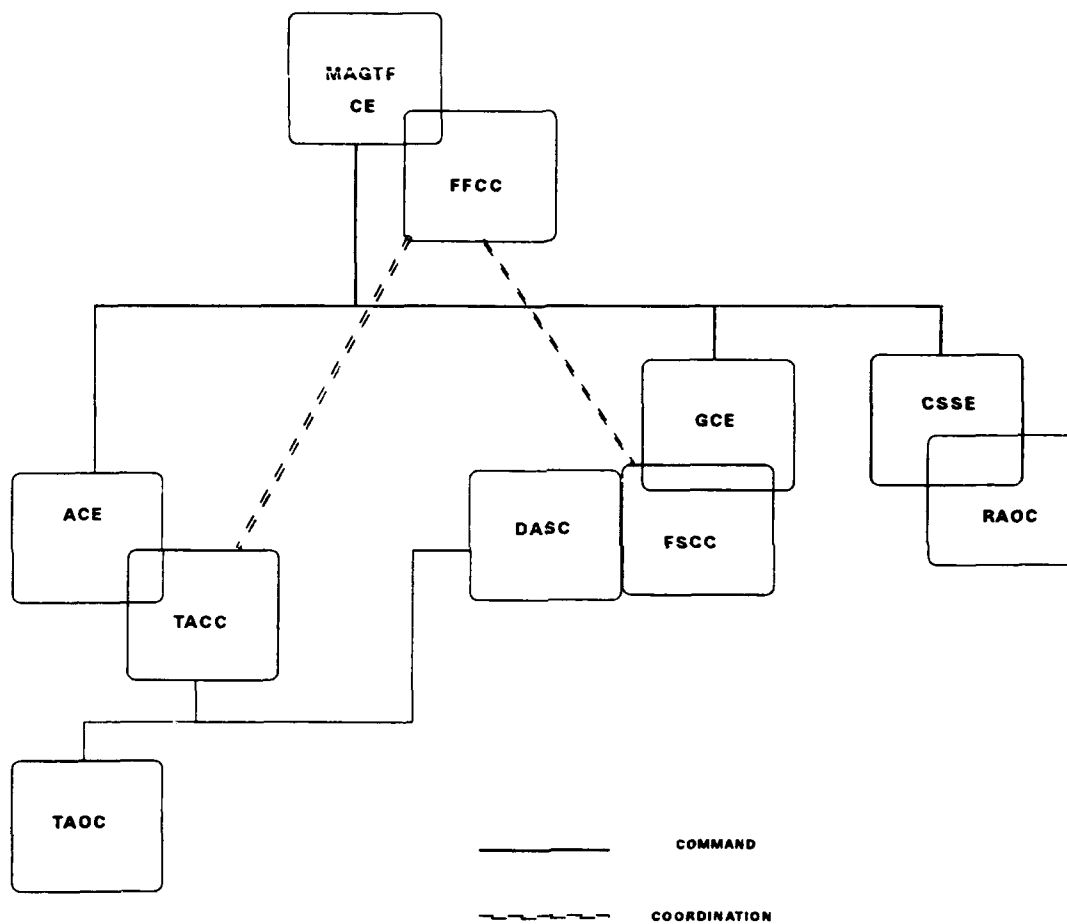 MAGTF
CE
FFCC
GCE
CSSE
ACE
DASC
FSCC
RAOC
TACC
TAOC
COMMAND
COORDINATION